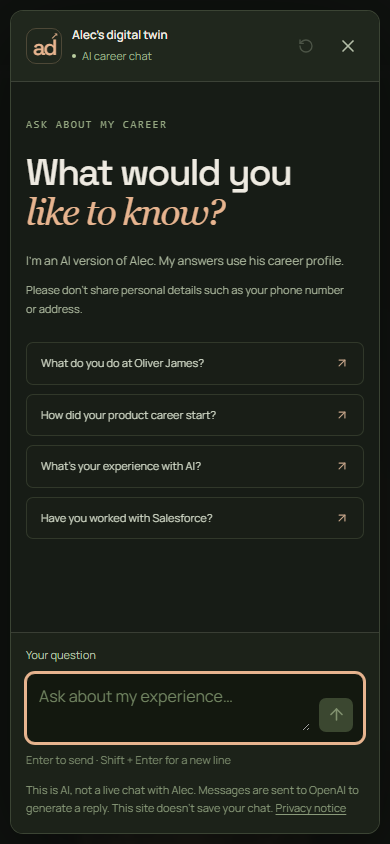 ad
Alec's digital twin
AI career chat
ASK ABOUT MY CAREER
What would you
like to know?
I'm an AI version of Alec. My answers use his career profile.
Please don't share personal details such as your phone number
or address.
What do you do at Oliver James?
How did your product career start?
What's your experience with AI?
Have you worked with Salesforce?
Your question
Ask about my experience...
Enter to send · Shift + Enter for a new line
This is AI, not a live chat with Alec. Messages are sent to OpenAI to
generate a reply. This site doesn't save your chat. Privacy notice